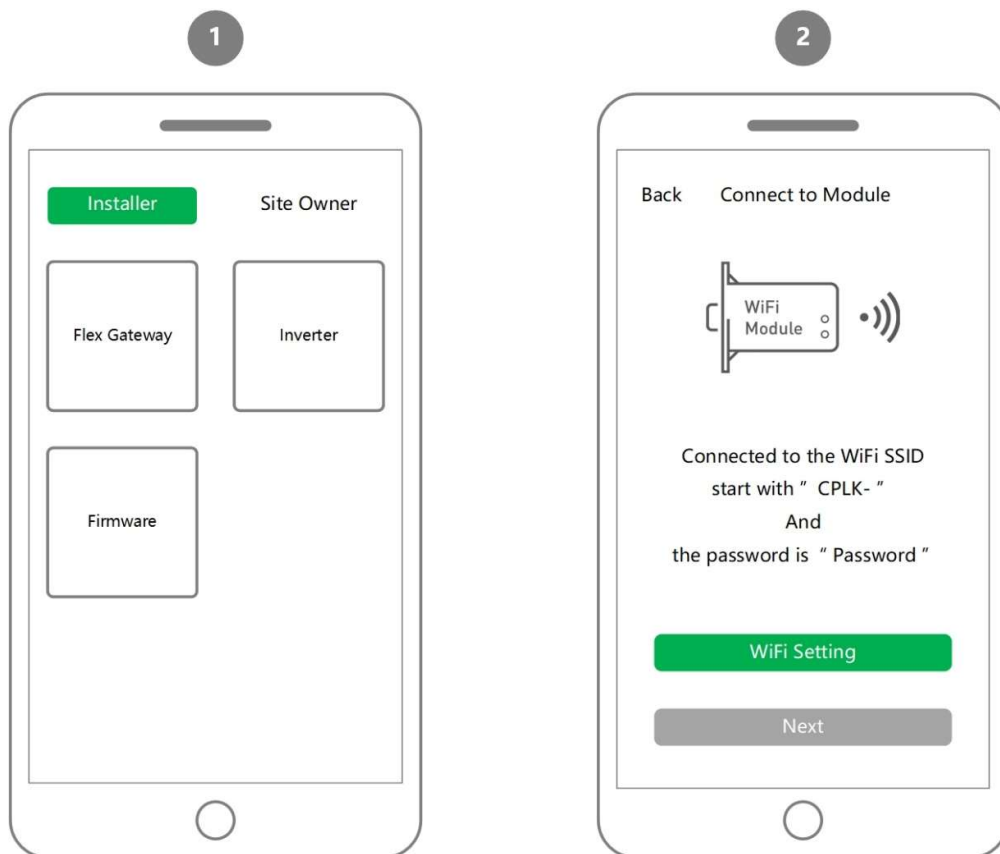 1
Installer
Site Owner
Flex Gateway
Inverter
Firmware
2
Back
Connect to Module
WiFi
Module
Connected to the WiFi SSID
start with ” CPLK- ”
And
the password is “ Password ”
WiFi Setting
Next